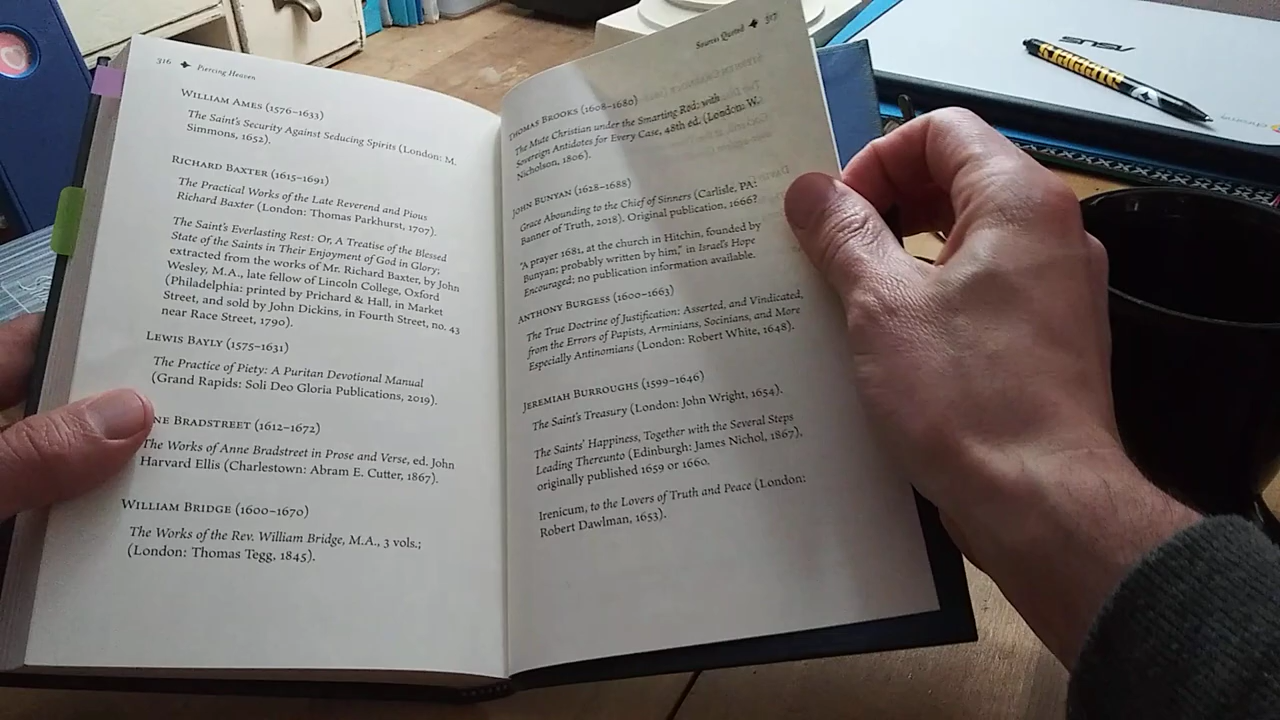 316 ✦ Piercing Heaven
WILLIAM AMES (1576–1633)
The Saint's Security Against Seducing Spirits (London: M.
Simmons, 1652).
RICHARD BAXTER (1615–1691)
The Practical Works of the Late Reverend and Pious
Richard Baxter (London: Thomas Parkhurst, 1707).
The Saint's Everlasting Rest: Or, A Treatise of the Blessed
State of the Saints in Their Enjoyment of God in Glory;
extracted from the works of Mr. Richard Baxter, by John
Wesley, M.A., late fellow of Lincoln College, Oxford
(Philadelphia: printed by Prichard & Hall, in Market
Street, and sold by John Dickins, in Fourth Street, no. 43
near Race Street, 1790).
LEWIS BAYLY (1575–1631)
The Practice of Piety: A Puritan Devotional Manual
(Grand Rapids: Soli Deo Gloria Publications, 2019).
NE BRADSTREET (1612–1672)
The Works of Anne Bradstreet in Prose and Verse, ed. John
Harvard Ellis (Charlestown: Abram E. Cutter, 1867).
WILLIAM BRIDGE (1600–1670)
The Works of the Rev. William Bridge, M.A., 3 vols.;
(London: Thomas Tegg, 1845).
Sources Quoted ✦ 317
THOMAS BROOKS (1608–1680)
The Mute Christian under the Smarting Rod: with
Sovereign Antidotes for Every Case, 48th ed. (London: W.
Nicholson, 1806).
JOHN BUNYAN (1628–1688)
Grace Abounding to the Chief of Sinners (Carlisle, PA:
Banner of Truth, 2018). Original publication, 1666?
"A prayer 1681, at the church in Hitchin, founded by
Bunyan; probably written by him," in Israel's Hope
Encouraged; no publication information available.
ANTHONY BURGESS (1600–1663)
The True Doctrine of Justification: Asserted, and Vindicated,
from the Errors of Papists, Arminians, Socinians, and More
Especially Antinomians (London: Robert White, 1648).
JEREMIAH BURROUGHS (1599–1646)
The Saint's Treasury (London: John Wright, 1654).
The Saints' Happiness, Together with the Several Steps
Leading Thereunto (Edinburgh: James Nichol, 1867),
originally published 1659 or 1660.
Irenicum, to the Lovers of Truth and Peace (London:
Robert Dawlman, 1653).
ASUS